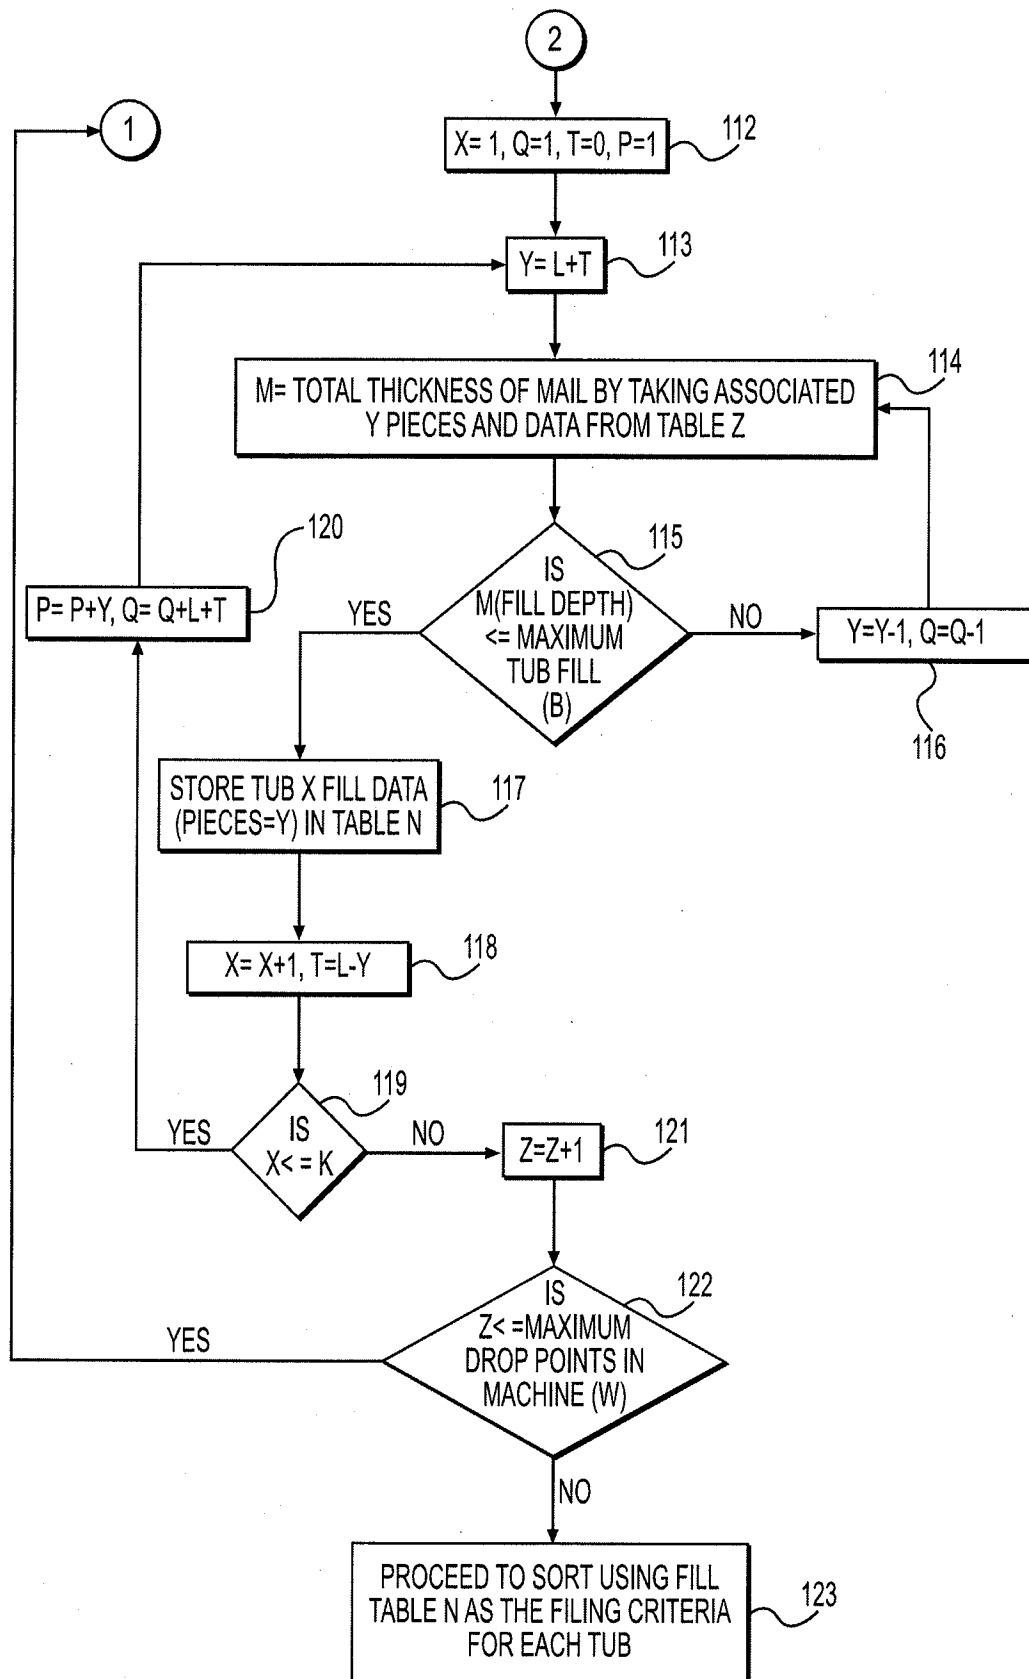 2
1
X= 1, Q=1, T=0, P=1
112
Y= L+T
113
M= TOTAL THICKNESS OF MAIL BY TAKING ASSOCIATED
Y PIECES AND DATA FROM TABLE Z
114
IS
M(FILL DEPTH)
<= MAXIMUM
TUB FILL
(B)
115
YES
NO
Y=Y-1, Q=Q-1
116
120
P= P+Y, Q= Q+L+T
STORE TUB X FILL DATA
(PIECES=Y) IN TABLE N
117
X= X+1, T=L-Y
118
IS
X< = K
119
YES
NO
Z=Z+1
121
IS
Z< =MAXIMUM
DROP POINTS IN
MACHINE (W)
122
YES
NO
PROCEED TO SORT USING FILL
TABLE N AS THE FILING CRITERIA
FOR EACH TUB
123